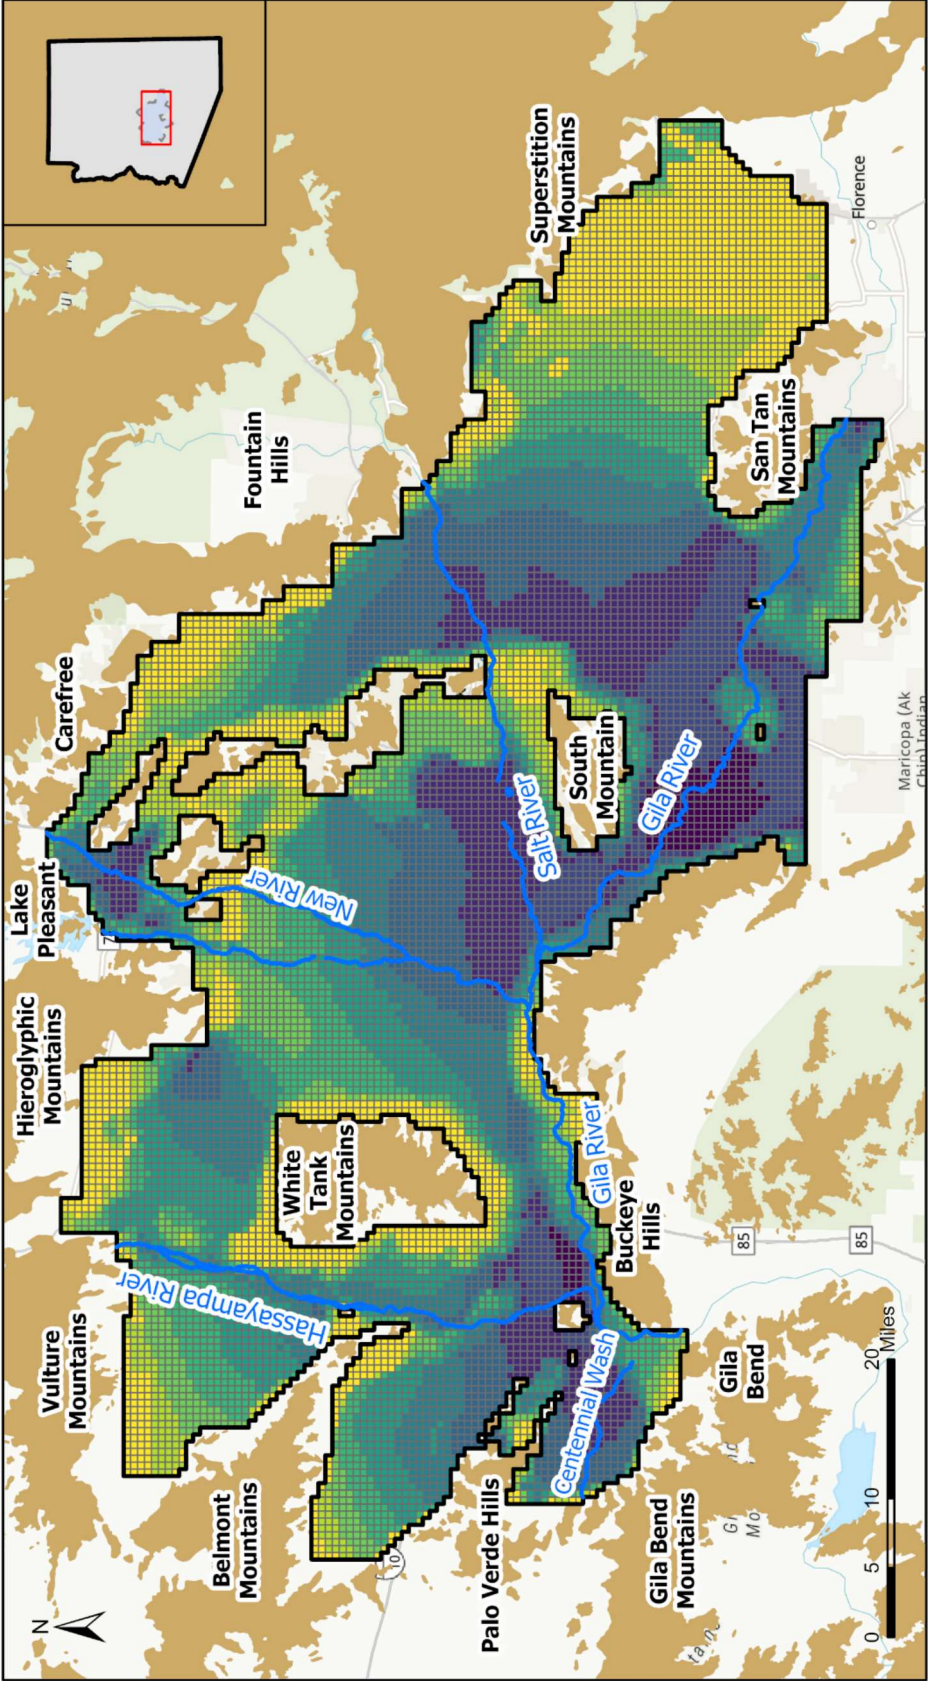 N
Vulture
Mountains
Hieroglyphic
Mountains
Lake
Pleasant
Carefree
7
Hassayampa River
Belmont
Mountains
White
Tank
Mountains
New River
Fountain
Hills
10
Palo Verde Hills
Centennial Wash
Gila River
Salt River
South
Mountain
Superstition
Mountains
Buckeye
Hills
Gila River
San Tan
Mountains
Gila Bend
Mountains
Gila
Bend
85
85
Florence
Maricopa (Ak
Chin) Indian
0
5
10
20
Miles